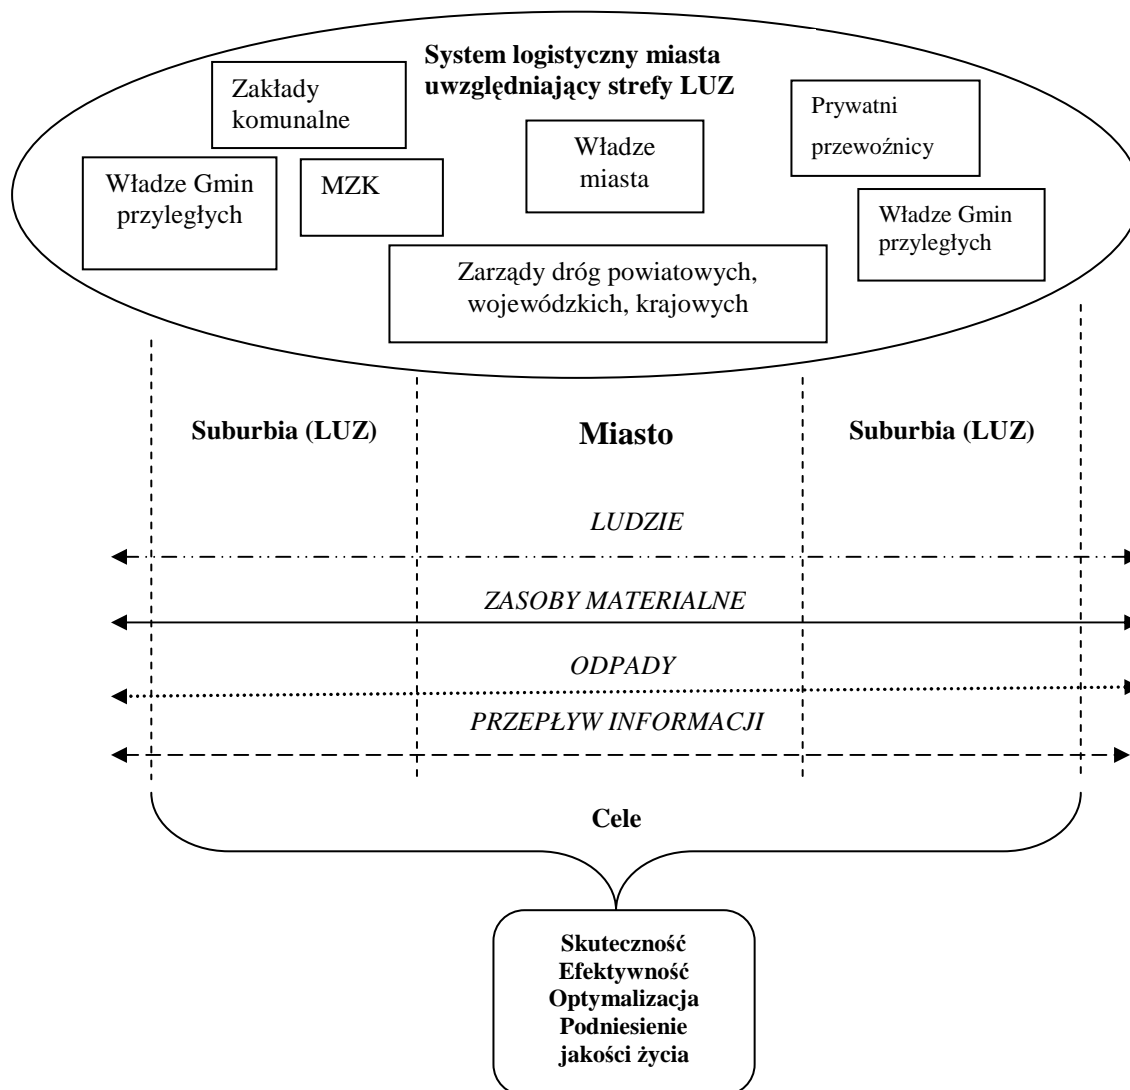 System logistyczny miasta
uwzględniający strefy LUZ
Zakłady
komunalne
Prywatni
przewoźnicy
Władze
miasta
Władze Gmin
przyległych
MZK
Władze Gmin
przyległych
Zarządy dróg powiatowych,
wojewódzkich, krajowych
Suburbia (LUZ)
Miasto
Suburbia (LUZ)
LUDZIE
ZASOBY MATERIALNE
ODPADY
PRZEPŁYW INFORMACJI
Cele
Skuteczność
Efektywność
Optymalizacja
Podniesienie
jakości życia